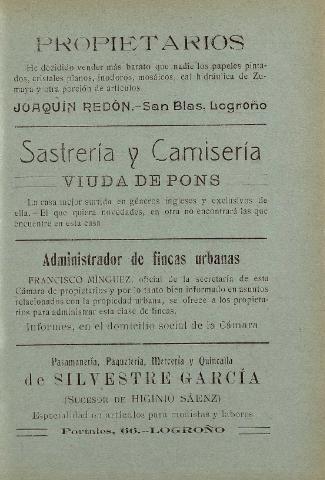 PROPIETARIOS
He decidido vender más barato que nadie los papeles pinta-
dos, cristales planos, inodoros, mosáicos, cal hidráulica de Zu-
maya y otra porción de artículos.
JOAQUÍN REDÓN.—San Blas, Logroño
Sastrería y Camisería
VIUDA DE PONS
La casa mejor surtida en géneros ingleses y exclusivos de
ella.—El que quiera novedades, en otra no encontrará las que
encuentre en esta casa
Administrador de fincas urbanas
FRANCISCO MÍNGUEZ, oficial de la secretaría de esta
Cámara de propietarios y por lo tanto bien informado en asuntos
relacionados con la propiedad urbana, se ofrece a los propieta-
rios para administrar esta clase de fincas.
Informes, en el domicilio social de la Cámara
Pasamanería, Paquetería, Mercería y Quincalla
de SILVESTRE GARCÍA
(SUCESOR DE HIGINIO SÁENZ)
Especialidad en artículos para modistas y labores
Portales, 66.—LOGROÑO